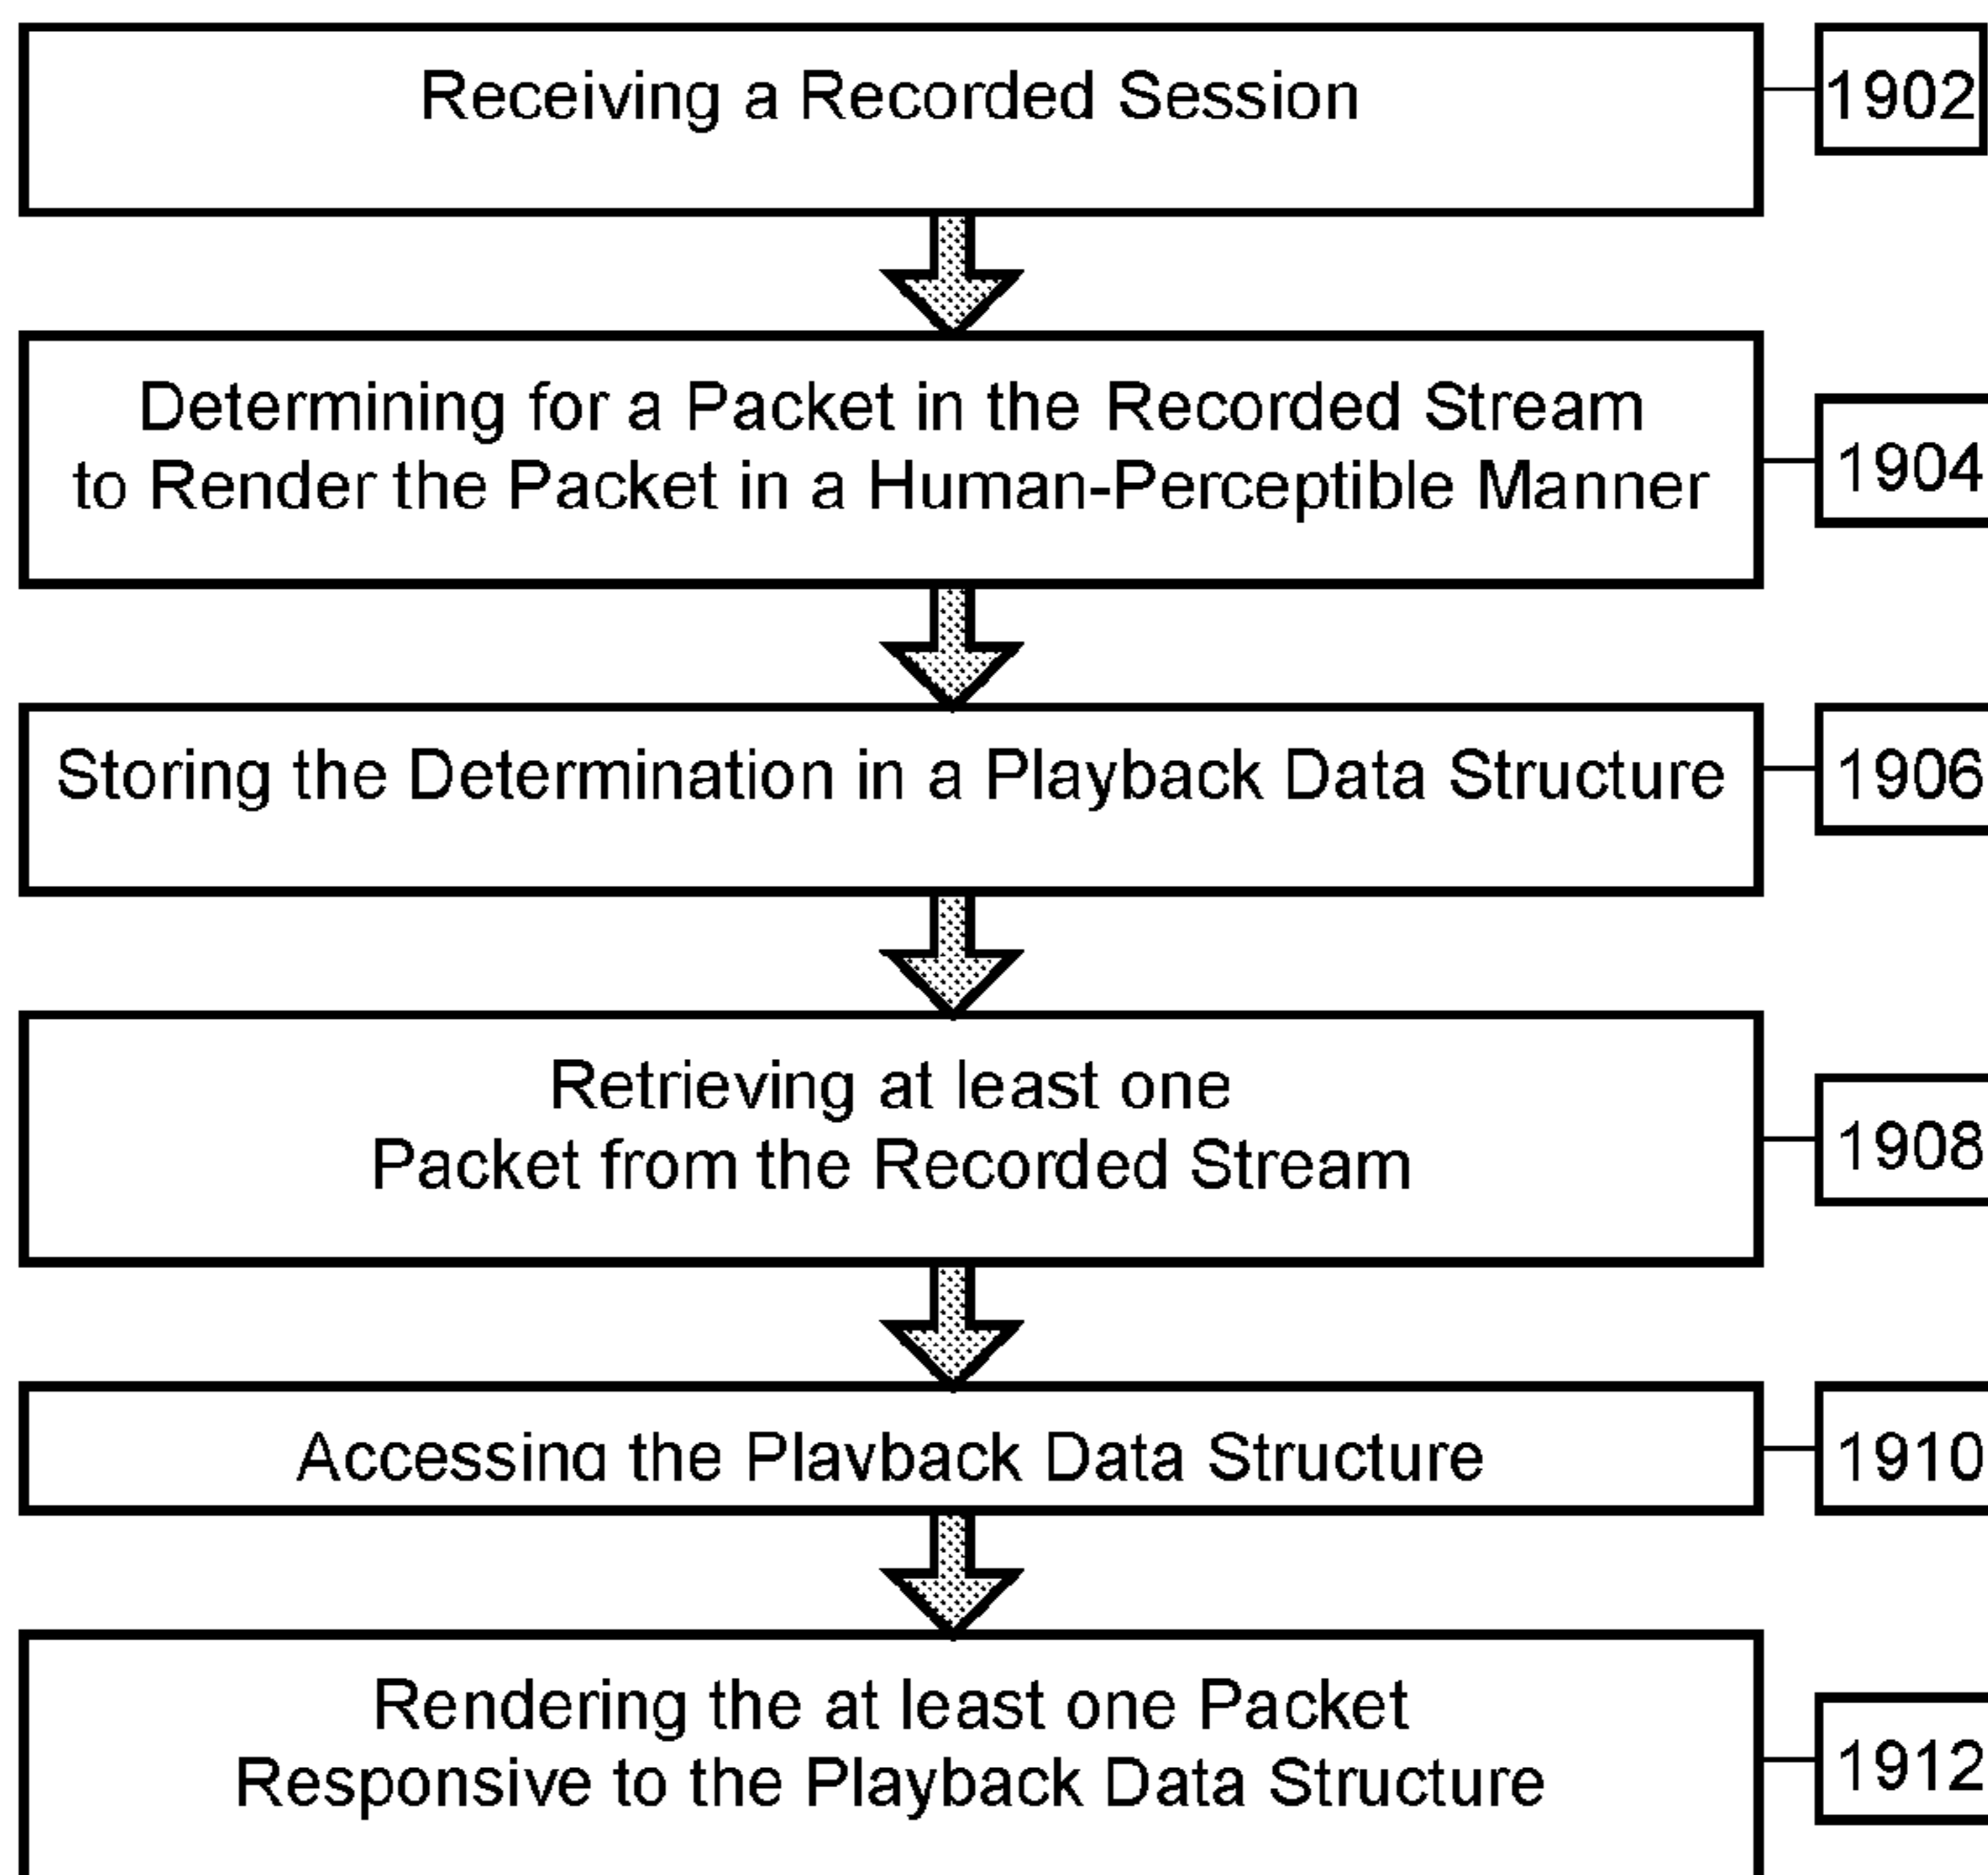 Receiving a Recorded Session
1902
Determining for a Packet in the Recorded Stream
to Render the Packet in a Human-Perceptible Manner
1904
Storing the Determination in a Playback Data Structure
1906
Retrieving at least one
Packet from the Recorded Stream
1908
Accessing the Playback Data Structure
1910
Rendering the at least one Packet
Responsive to the Playback Data Structure
1912